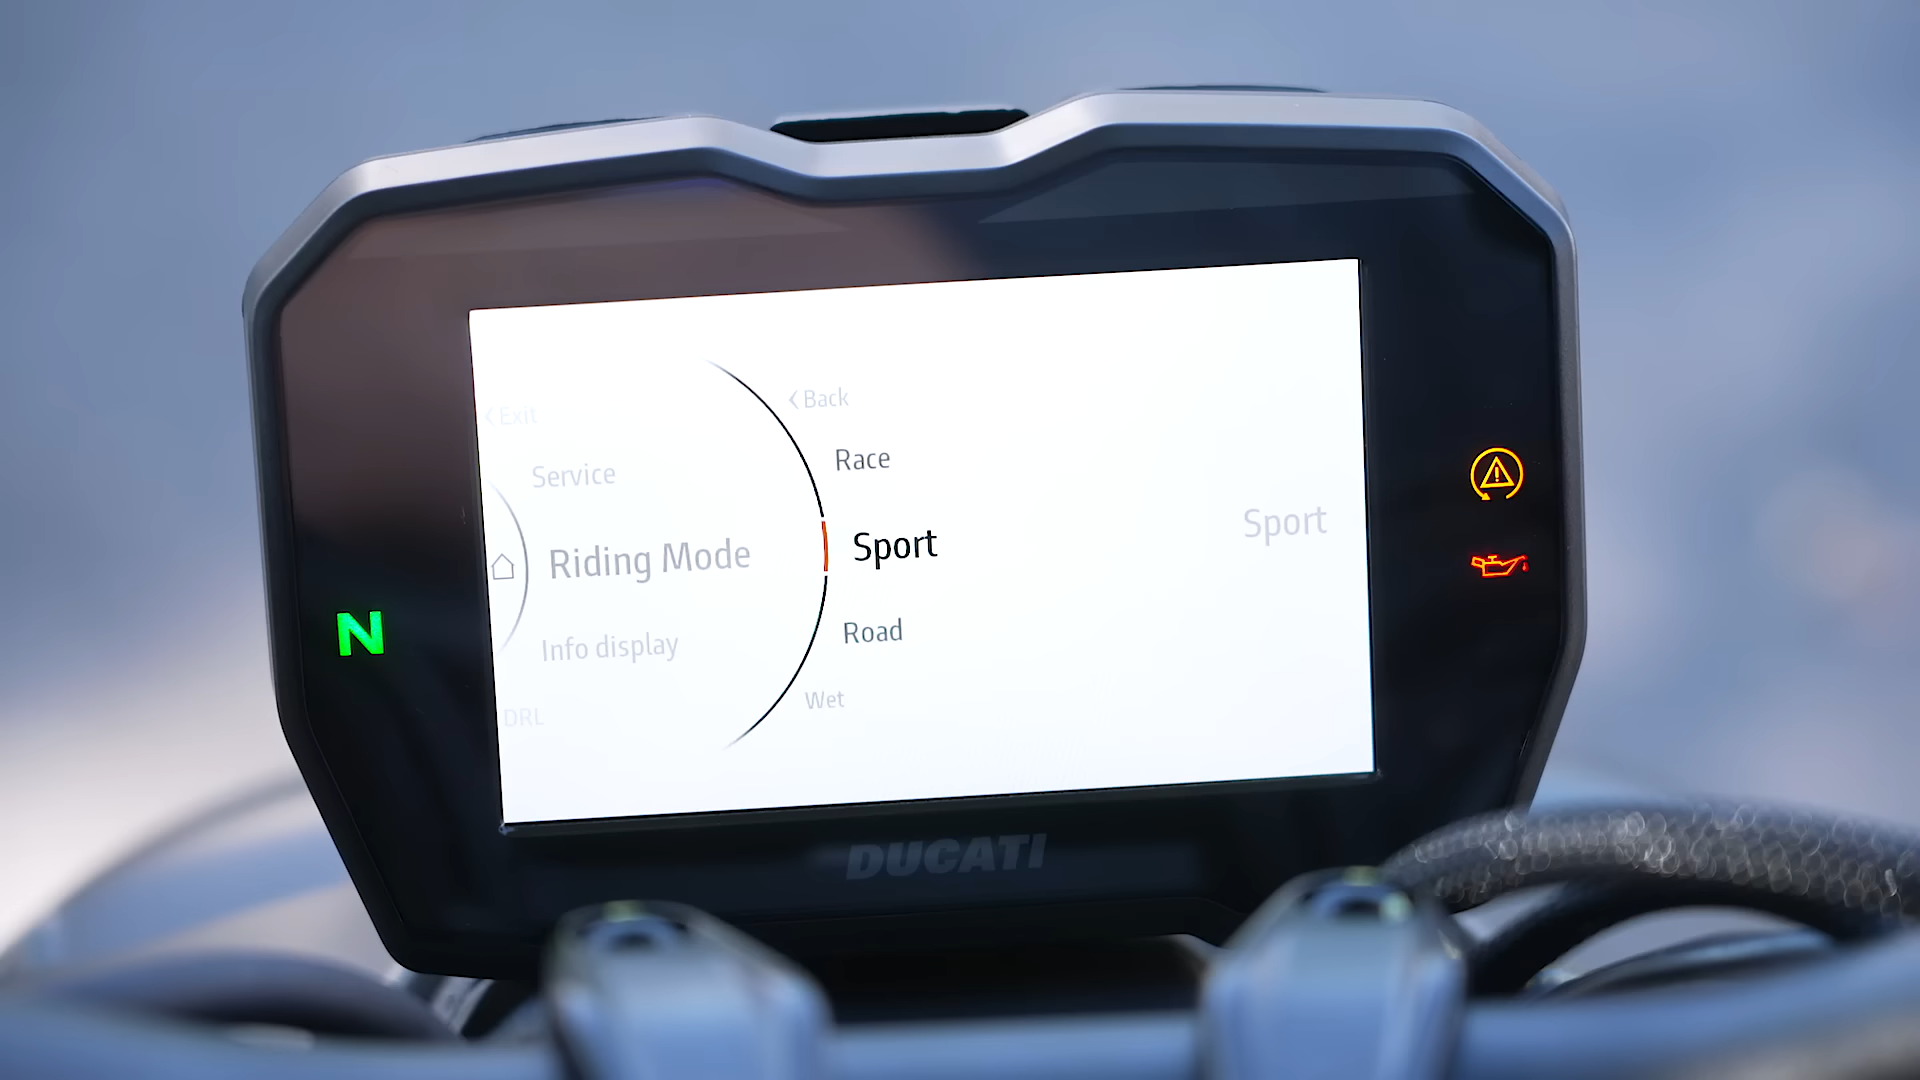 < Exit
Service
Riding Mode
Info display
DRL
< Back
Race
Sport
Road
Wet
Sport
N
DUCATI